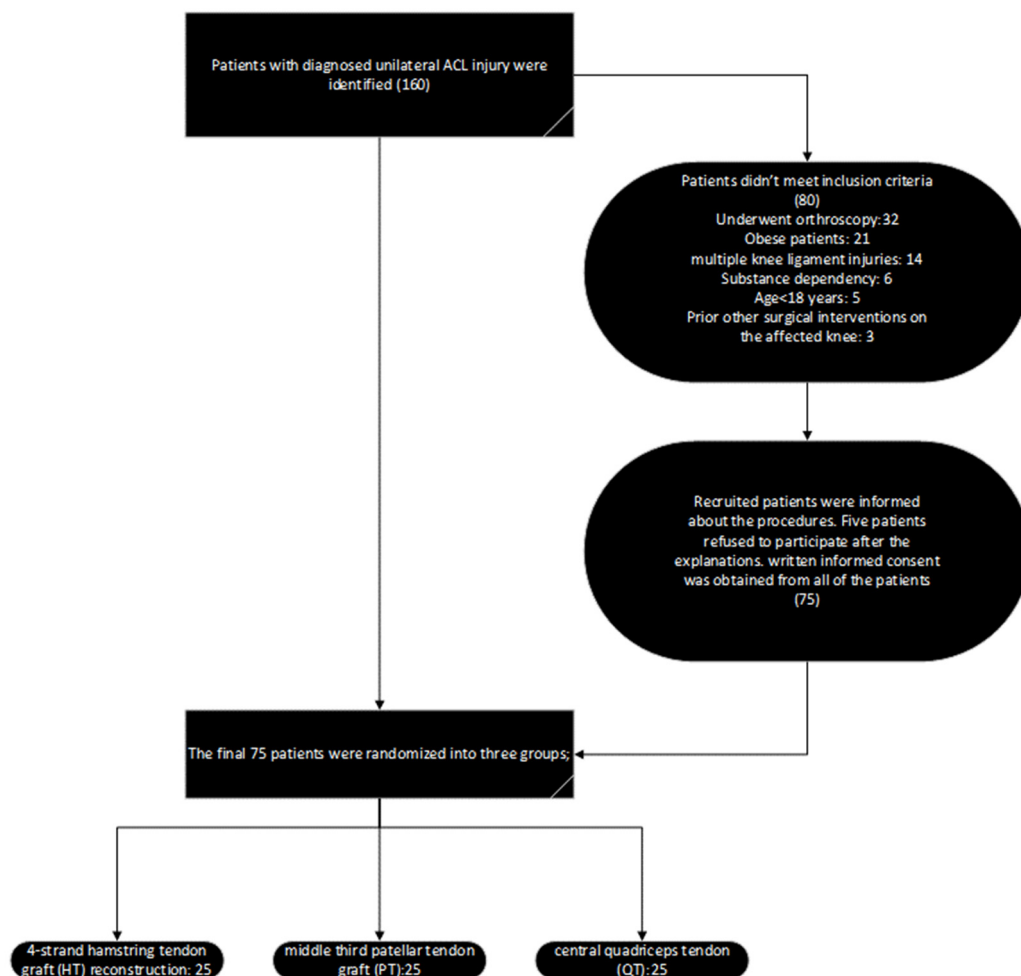 Patients with diagnosed unilateral ACL injury were
identified (160)
Patients didn't meet inclusion criteria
(80)
Underwent orthroscopy:32
Obese patients: 21
multiple knee ligament injuries: 14
Substance dependency: 6
Age<18 years: 5
Prior other surgical interventions on
the affected knee: 3
Recruited patients were informed
about the procedures. Five patients
refused to participate after the
explanations. written informed consent
was obtained from all of the patients
(75)
The final 75 patients were randomized into three groups;
4-strand hamstring tendon
graft (HT) reconstruction: 25
middle third patellar tendon
graft (PT):25
central quadriceps tendon
(QT):25